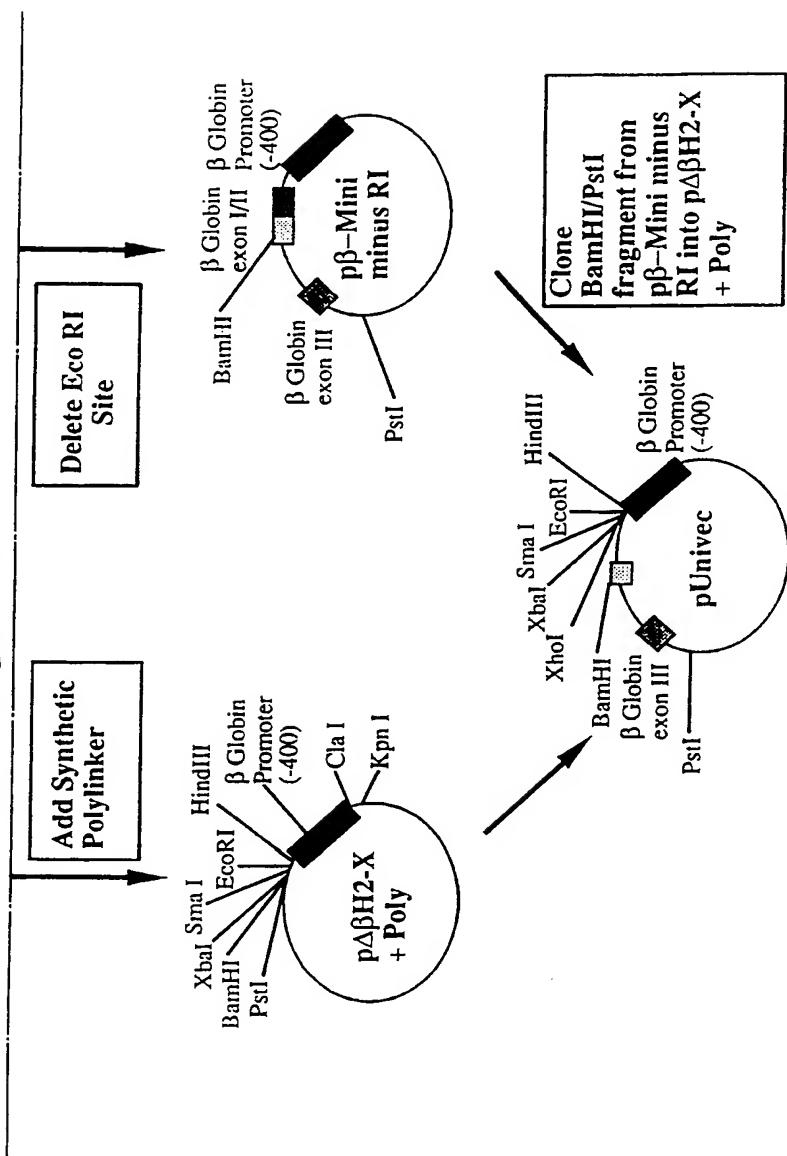 Add Synthetic
Polylinker
Delete Eco RI
Site
HindIII
EcoRI
Sma I
XbaI
BamHI
PstI
β Globin
Promoter
(-400)
Cla I
Kpn I
pΔβH2-X
+ Poly
BamHI
β Globin
exon I/II
β Globin
Promoter
(-400)
β Globin
exon III
PstI
pβ-Mini
minus RI
Clone
BamHI/PstI
fragment from
pβ-Mini minus
RI into pΔβH2-X
+ Poly
HindIII
EcoRI
Sma I
XbaI
XhoI
BamHI
β Globin
exon III
PstI
β Globin
Promoter
(-400)
pUnivec